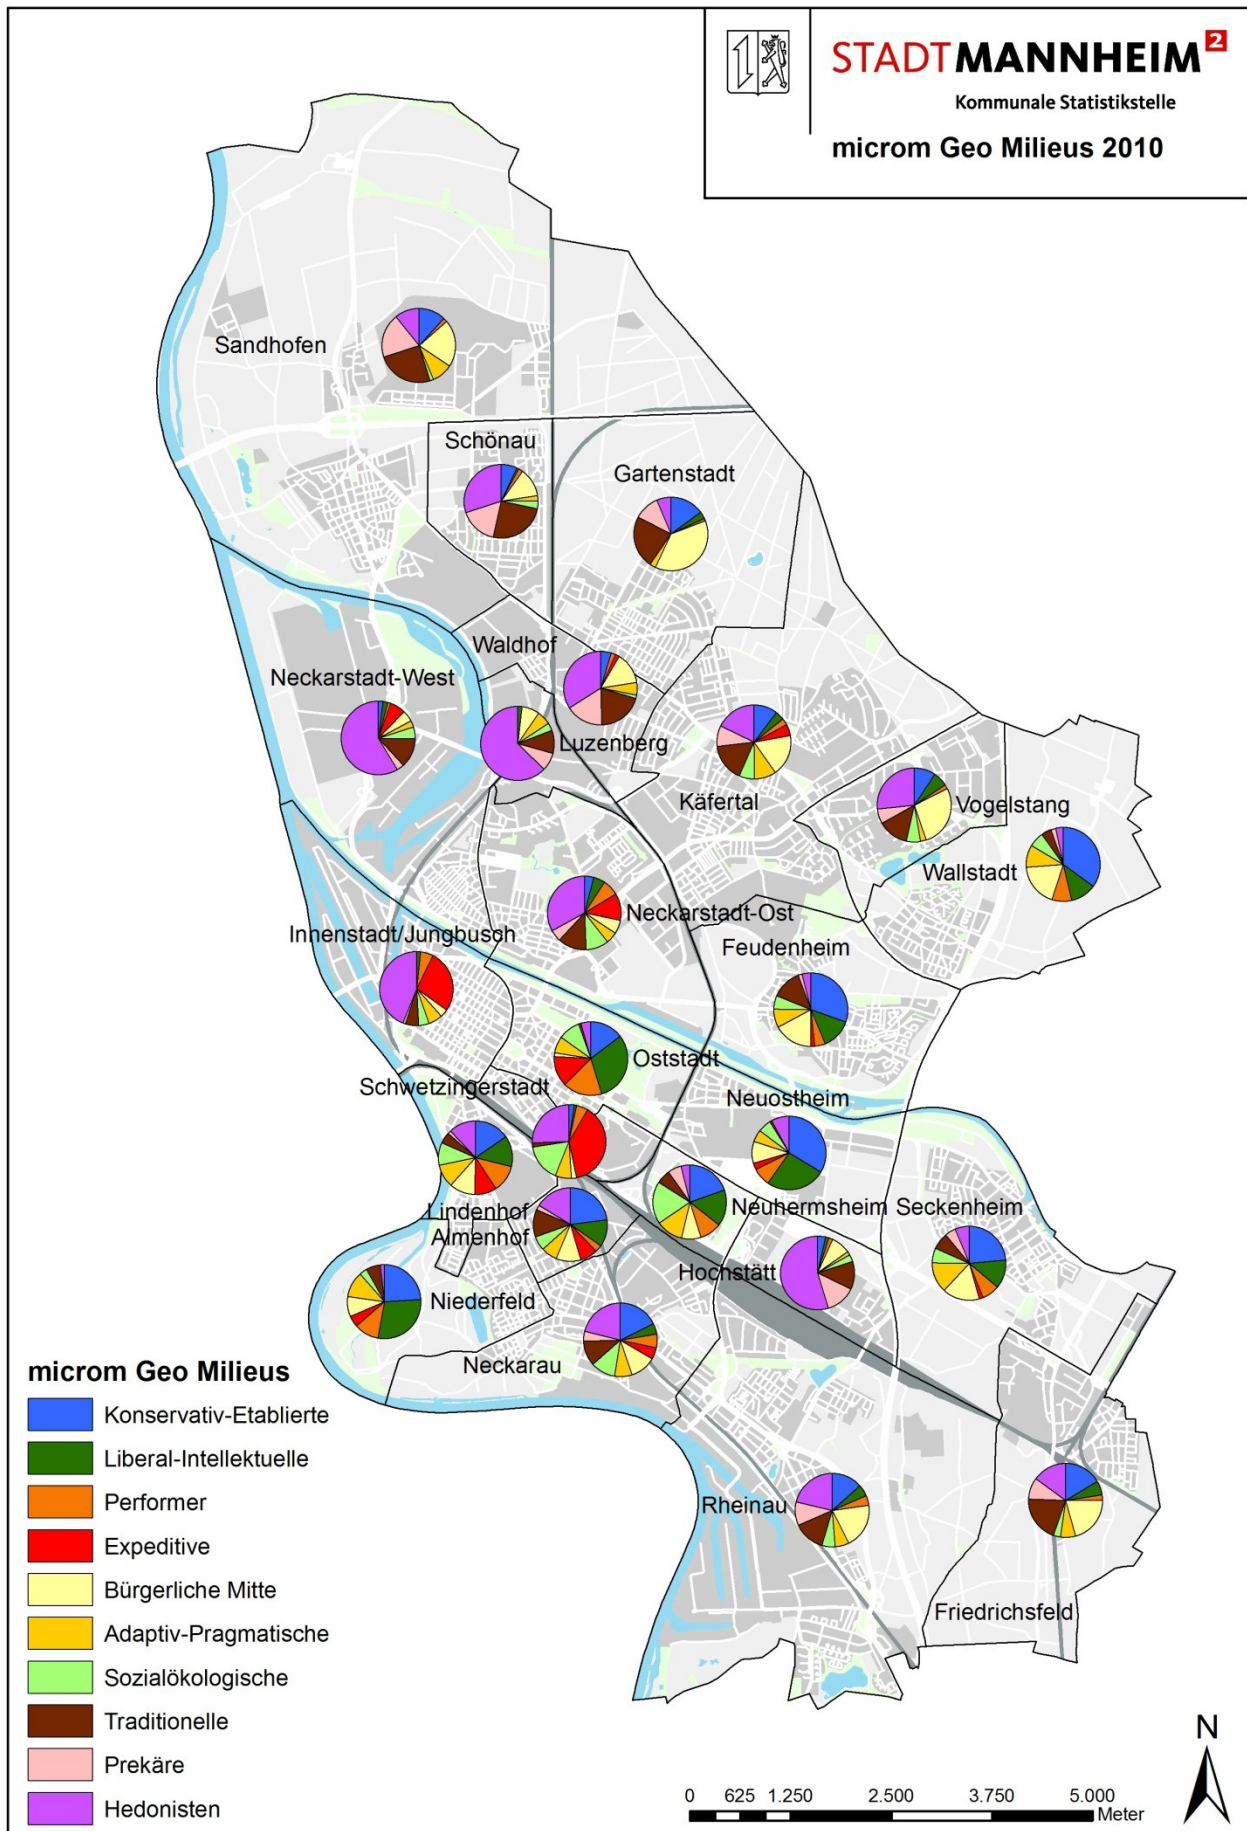 STADTMANNHEIM²
Kommunale Statistikstelle
microm Geo Milieus 2010
Sandhofen
Schönau
Gartenstadt
Waldhof
Neckarstadt-West
Luzenberg
Käfertal
Vogelstang
Wallstadt
Neckarstadt-Ost
Innenstadt/Jungbusch
Feudenheim
Oststadt
Schwetzingerstadt
Neuostheim
Lindenhof
Neuhermsheim
Seckenheim
Almenhof
Hochstätt
Niederfeld
Neckarau
Rheinau
Friedrichsfeld
microm Geo Milieus
Konservativ-Etablierte
Liberal-Intellektuelle
Performer
Expeditive
Bürgerliche Mitte
Adaptiv-Pragmatische
Sozialökologische
Traditionelle
Prekäre
Hedonisten
N
0 625 1.250 2.500 3.750 5.000
Meter